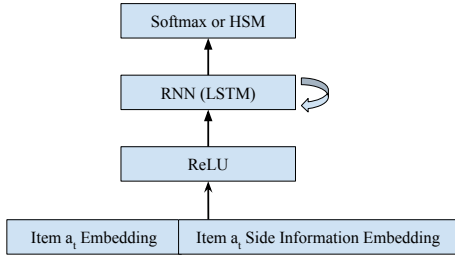 Softmax or HSM
RNN (LSTM)
ReLU
Item a_t Embedding
Item a_t Side Information Embedding